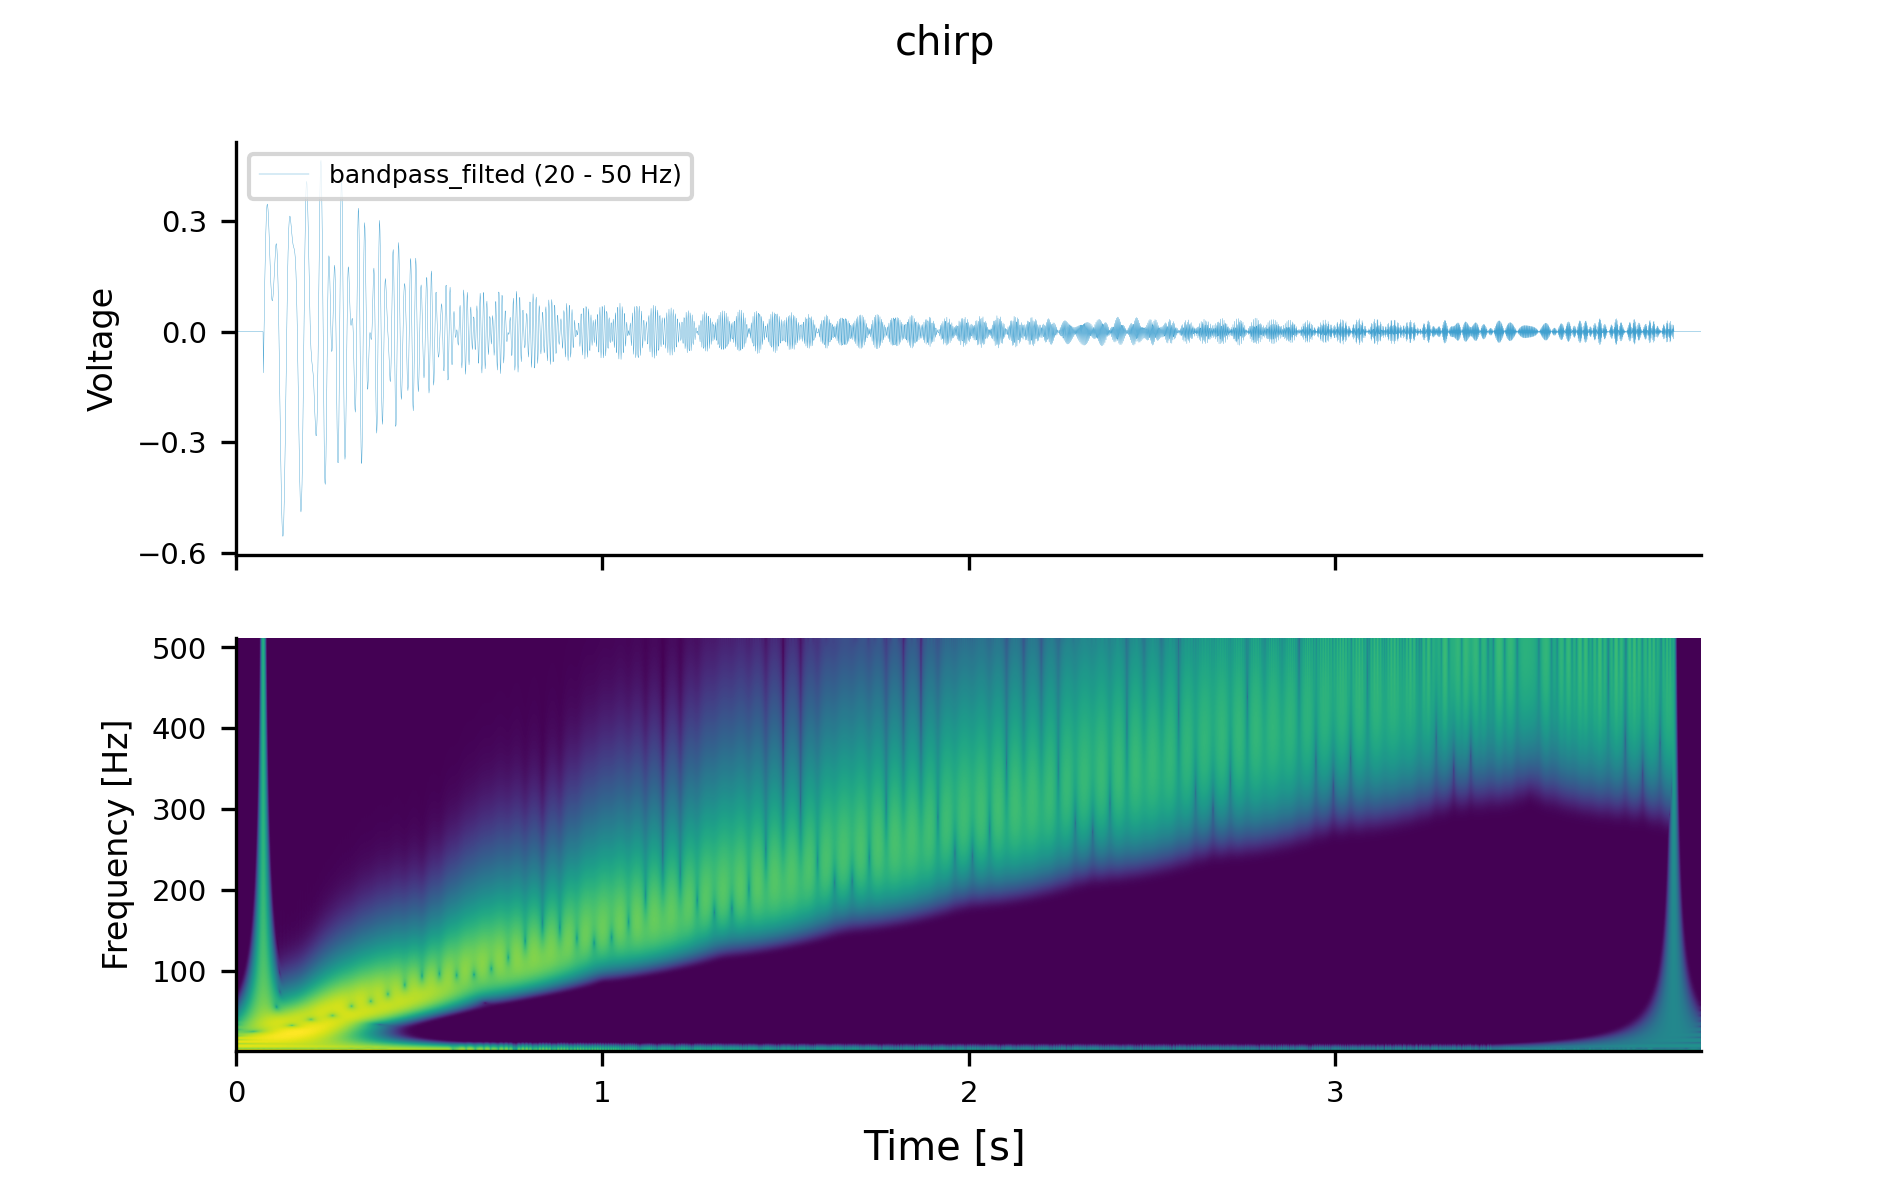 chirp
bandpass_filted (20 - 50 Hz)
Voltage
0.3
0.0
−0.3
−0.6
Frequency [Hz]
500
400
300
200
100
0
1
2
3
Time [s]